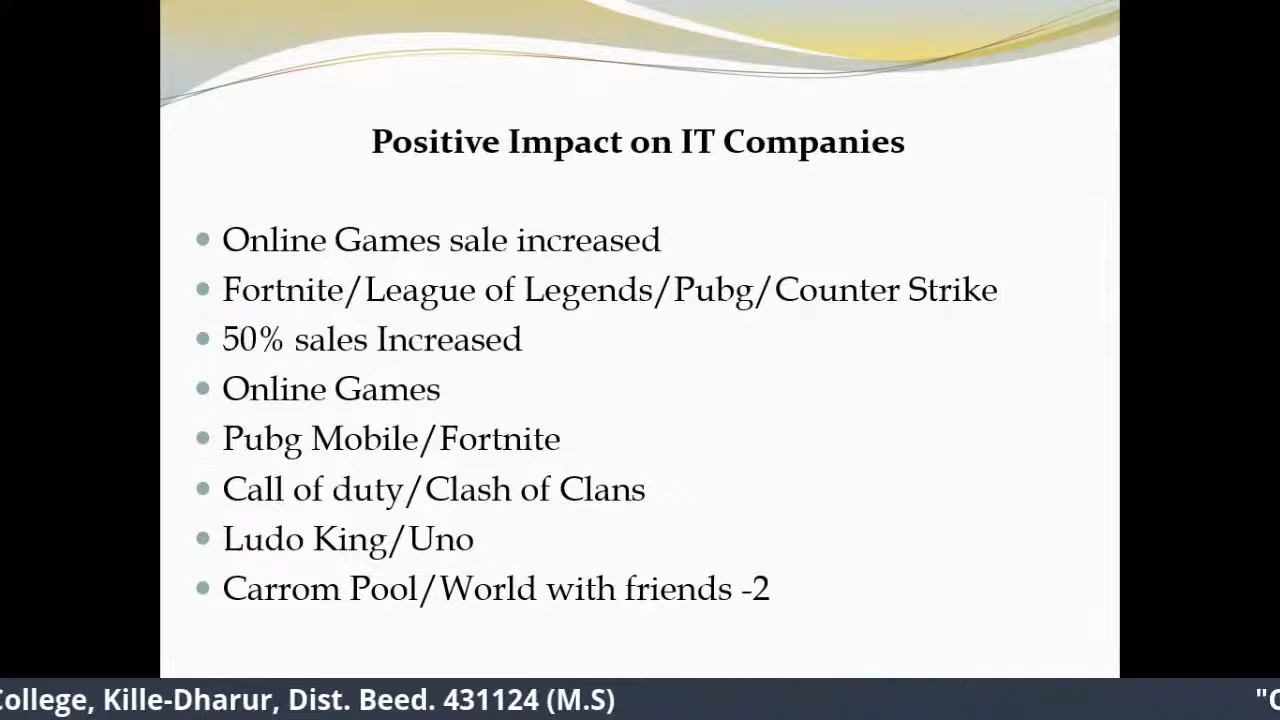 Positive Impact on IT Companies
Online Games sale increased
Fortnite/League of Legends/Pubg/Counter Strike
50% sales Increased
Online Games
Pubg Mobile/Fortnite
Call of duty/Clash of Clans
Ludo King/Uno
Carrom Pool/World with friends -2
College, Kille-Dharur, Dist. Beed. 431124 (M.S)